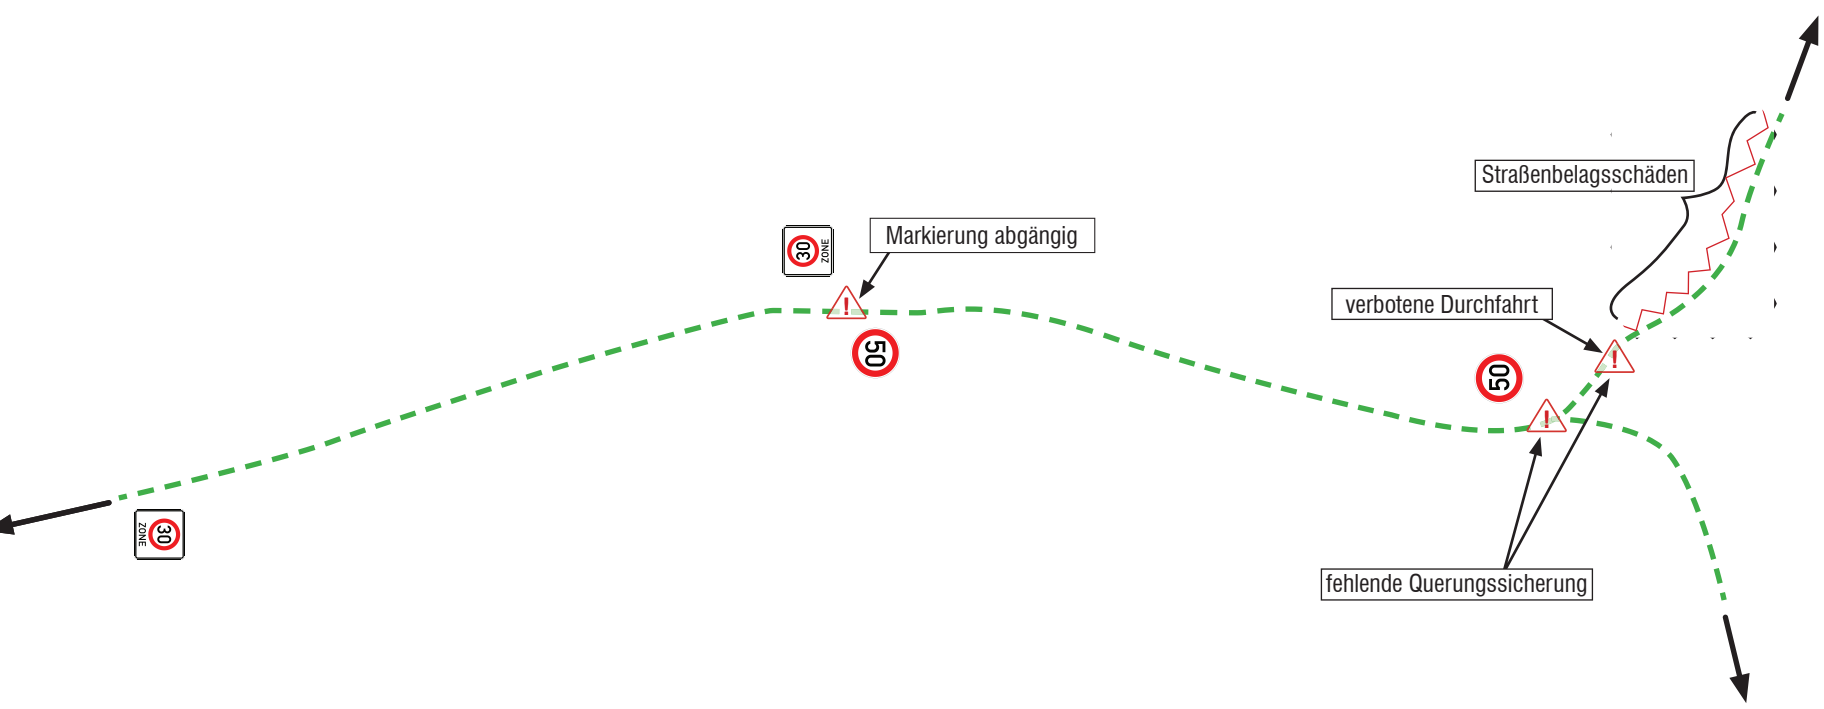 Straßenbelagsschäden
Markierung abgängig
30
ZONE
verbotene Durchfahrt
!
50
!
50
!
30
ZONE
fehlende Querungssicherung